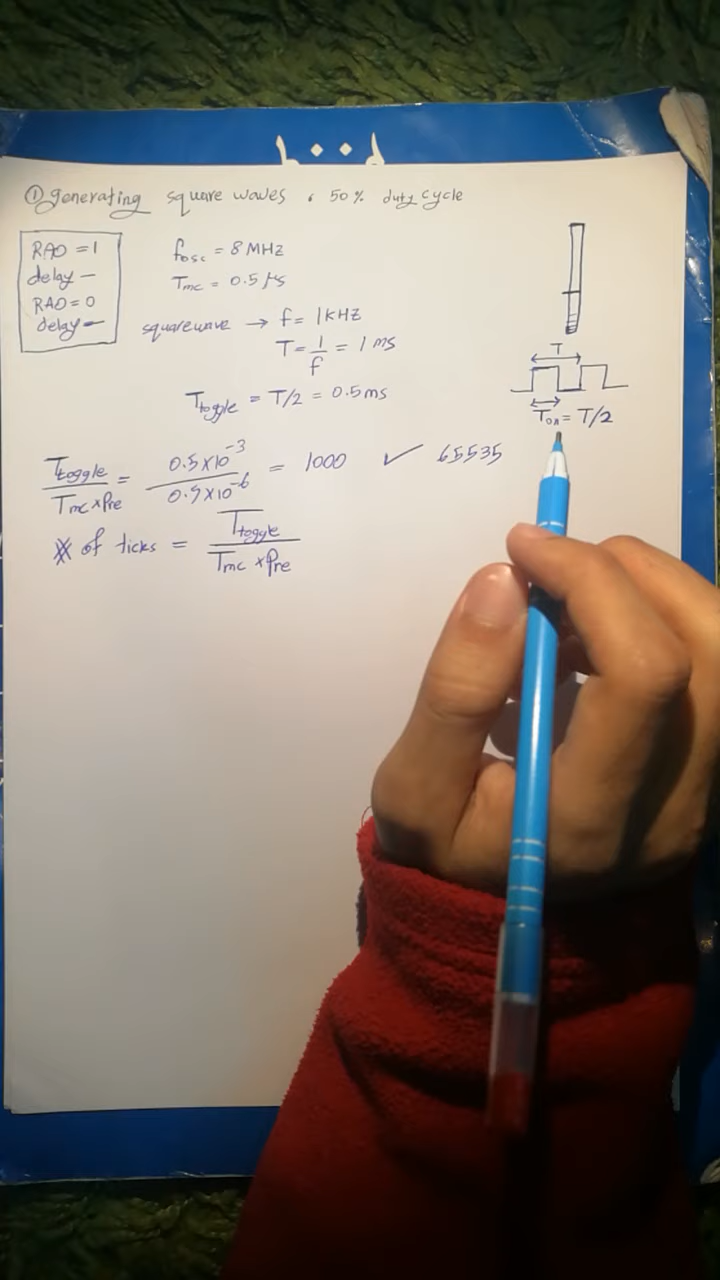 ① generating square waves , 50% duty cycle
RA0 = 1
delay —
RA0 = 0
delay —
fosc = 8 MHz
Tmc = 0.5 μs
square wave → f = 1 KHZ
T = 1/f = 1 ms
Ttoggle = T/2 = 0.5 ms
T
Ton = T/2
Ttoggle / Tmc × Pre = 0.5 × 10^-3 / 0.5 × 10^-6 = 1000 ✓ 65535
# of ticks = Ttoggle / Tmc × Pre